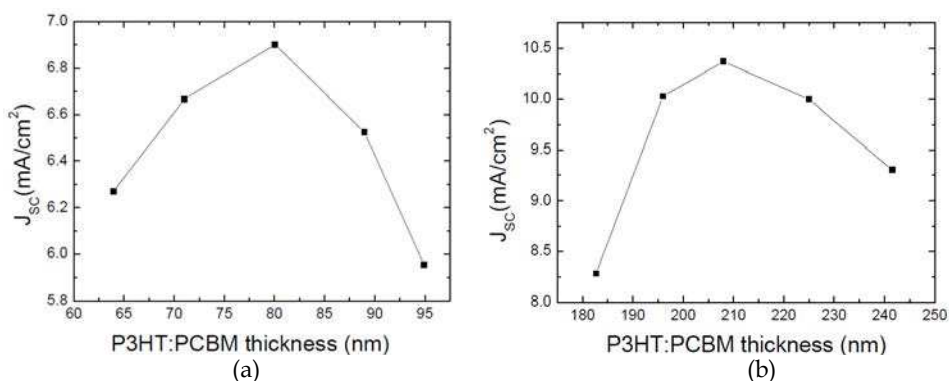 7.0
6.8
6.6
6.4
6.2
6.0
5.8
J_SC(mA/cm²)
60 65 70 75 80 85 90 95
P3HT:PCBM thickness (nm)
(a)
10.5
10.0
9.5
9.0
8.5
8.0
J_SC(mA/cm²)
180 190 200 210 220 230 240 250
P3HT:PCBM thickness (nm)
(b)